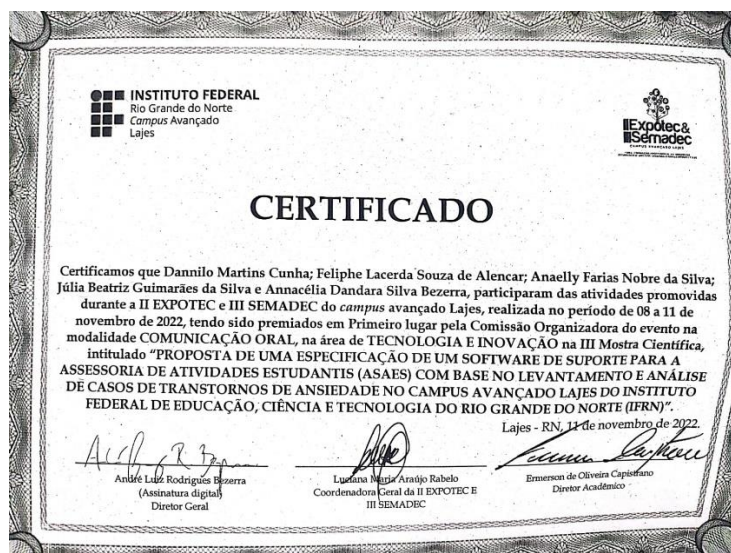 INSTITUTO FEDERAL
Rio Grande do Norte
Campus Avançado
Lajes
IIExpotec&
IIISemadec
CAMPUS AVANÇADO LAJES
CERTIFICADO
Certificamos que Dannilo Martins Cunha; Feliphe Lacerda Souza de Alencar; Anaelly Farias Nobre da Silva;
Júlia Beatriz Guimarães da Silva e Annacélia Dandara Silva Bezerra, participaram das atividades promovidas
durante a II EXPOTEC e III SEMADEC do campus avançado Lajes, realizada no período de 08 a 11 de
novembro de 2022, tendo sido premiados em Primeiro lugar pela Comissão Organizadora do evento na
modalidade COMUNICAÇÃO ORAL, na área de TECNOLOGIA E INOVAÇÃO na III Mostra Científica,
intitulado "PROPOSTA DE UMA ESPECIFICAÇÃO DE UM SOFTWARE DE SUPORTE PARA A
ASSESSORIA DE ATIVIDADES ESTUDANTIS (ASAES) COM BASE NO LEVANTAMENTO E ANÁLISE
DE CASOS DE TRANSTORNOS DE ANSIEDADE NO CAMPUS AVANÇADO LAJES DO INSTITUTO
FEDERAL DE EDUCAÇÃO, CIÊNCIA E TECNOLOGIA DO RIO GRANDE DO NORTE (IFRN)".
Lajes - RN, 11 de novembro de 2022.
André Luiz Rodrigues Bezerra
(Assinatura digital)
Diretor Geral
Luciana Maria Araújo Rabelo
Coordenadora Geral da II EXPOTEC E
III SEMADEC
Ermerson de Oliveira Capistrano
Diretor Acadêmico